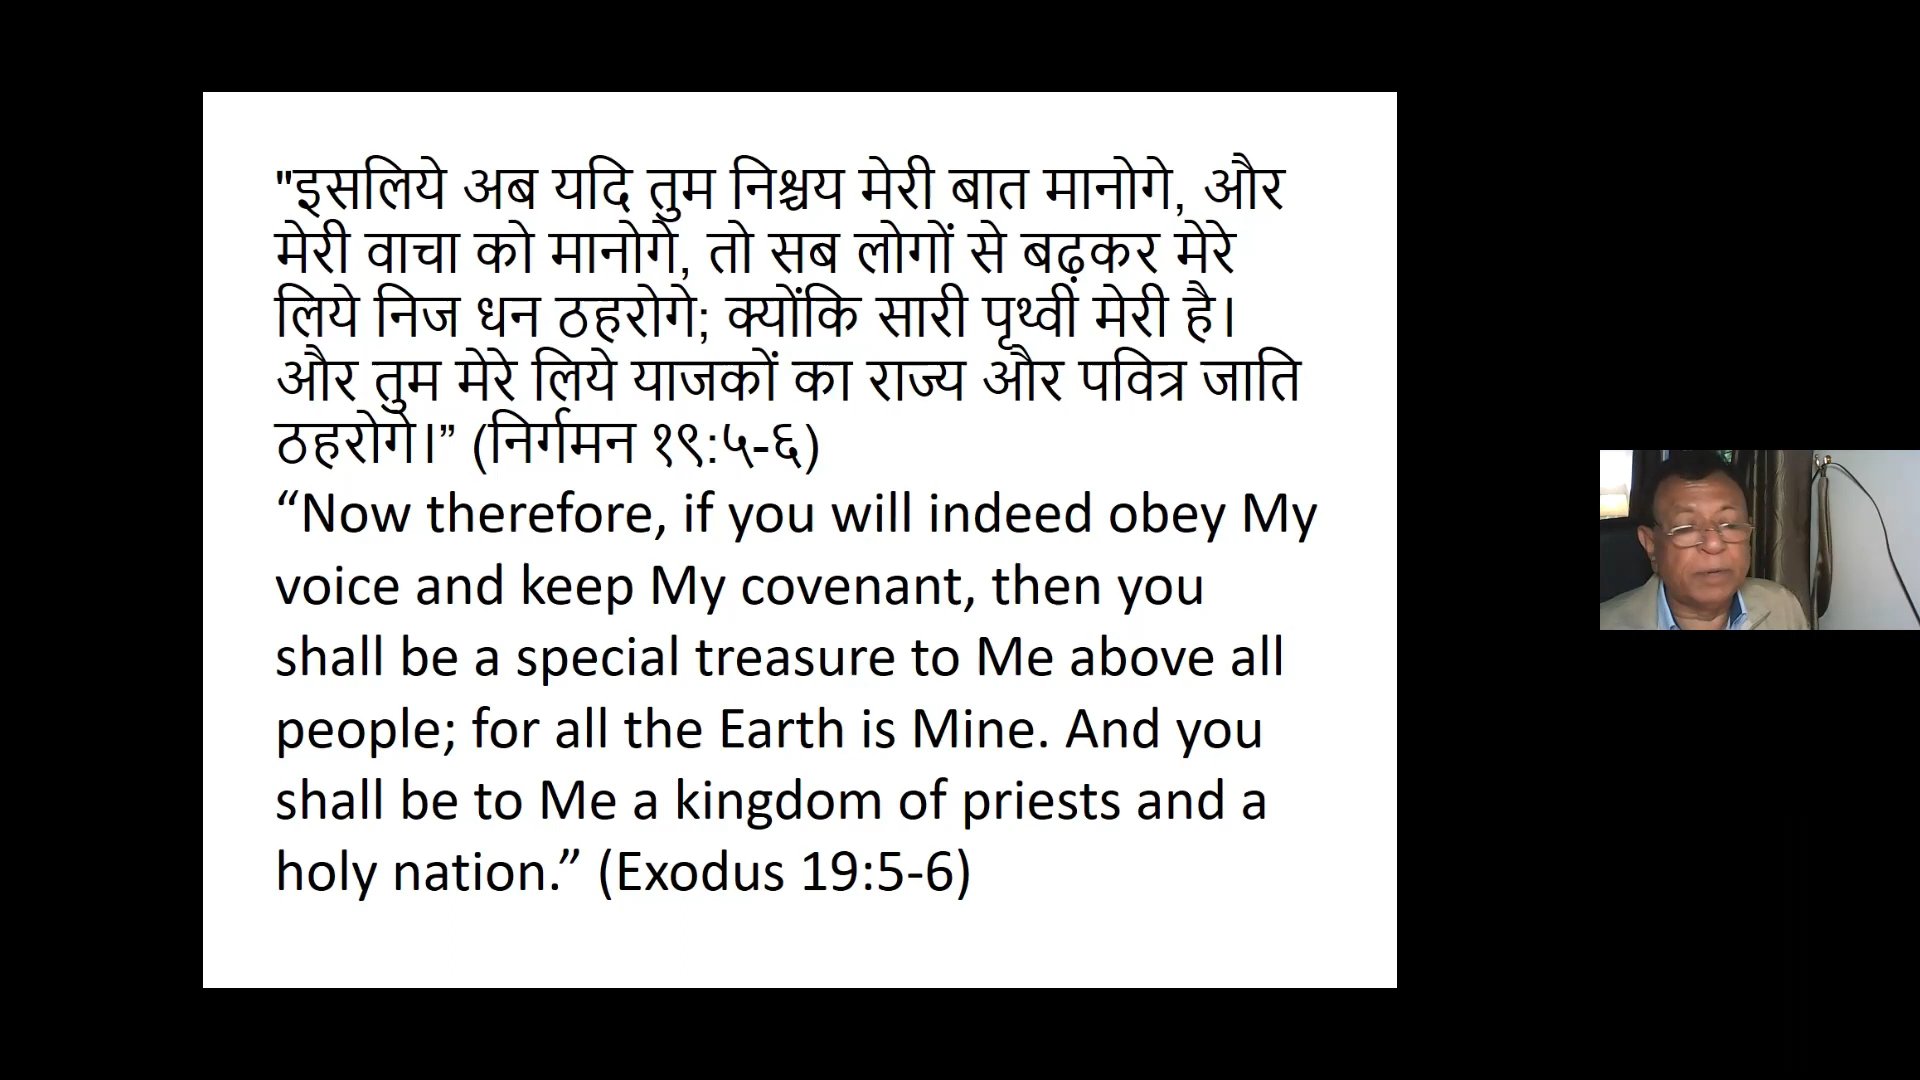 "इसलिये अब यदि तुम निश्चय मेरी बात मानोगे, और
मेरी वाचा को मानोगे, तो सब लोगों से बढ़कर मेरे
लिये निज धन ठहरोगे; क्योंकि सारी पृथ्वी मेरी है।
और तुम मेरे लिये याजकों का राज्य और पवित्र जाति
ठहरोगे।” (निर्गमन १९:५-६)
“Now therefore, if you will indeed obey My
voice and keep My covenant, then you
shall be a special treasure to Me above all
people; for all the Earth is Mine. And you
shall be to Me a kingdom of priests and a
holy nation.” (Exodus 19:5-6)